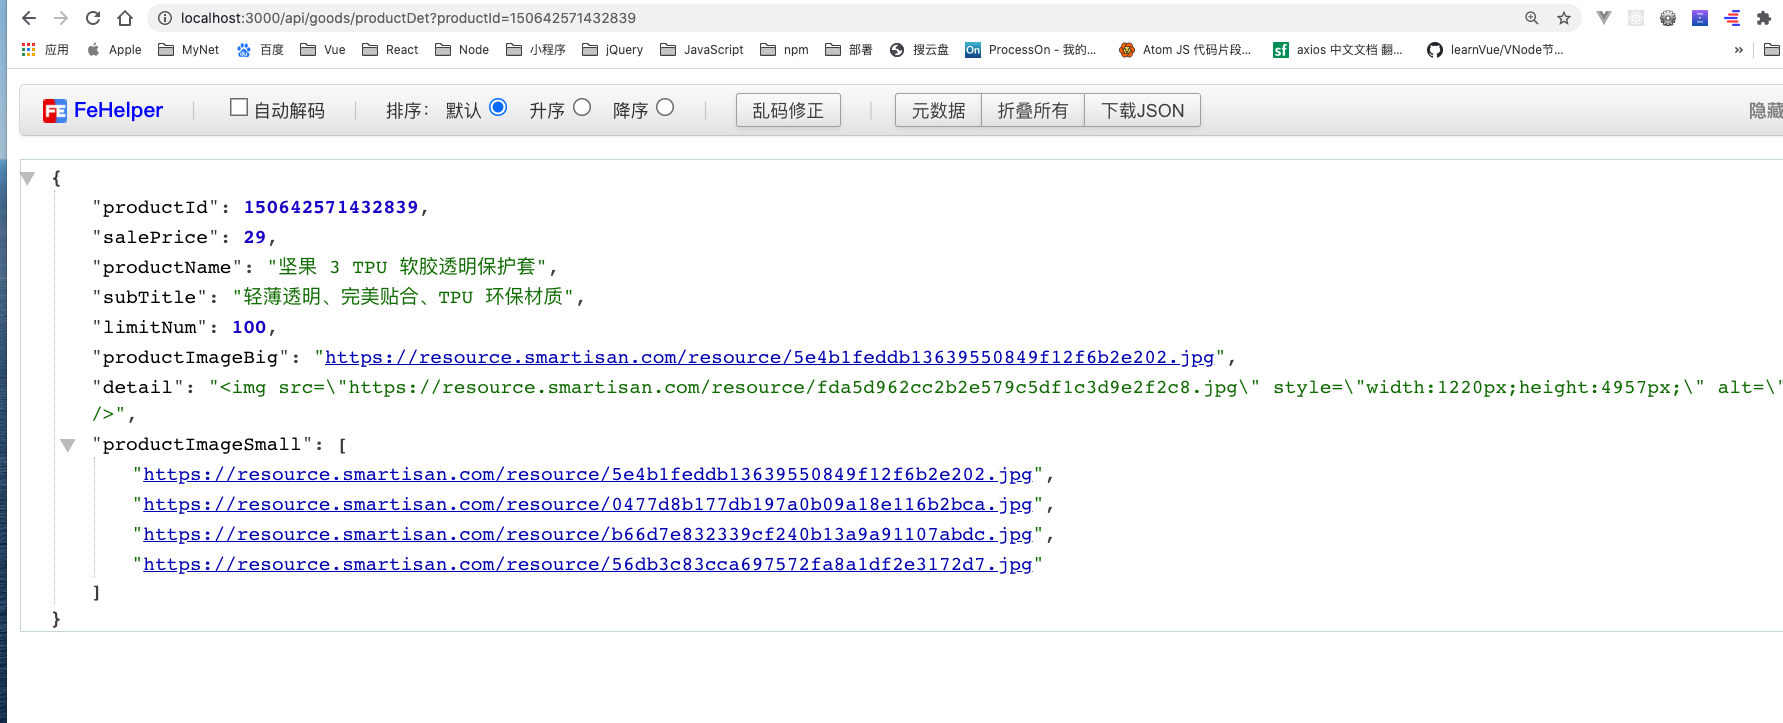 localhost:3000/api/goods/productDet?productId=150642571432839
应用 Apple MyNet 百度 Vue React Node 小程序 jQuery JavaScript npm 部署 搜云盘 On ProcessOn - 我的... Atom JS 代码片段... sf axios 中文文档 翻... learnVue/VNode节... »
FE FeHelper 自动解码 排序: 默认 升序 降序 乱码修正 元数据 折叠所有 下载JSON 隐藏
{
"productId": 150642571432839,
"salePrice": 29,
"productName": "坚果 3 TPU 软胶透明保护套",
"subTitle": "轻薄透明、完美贴合、TPU 环保材质",
"limitNum": 100,
"productImageBig": "https://resource.smartisan.com/resource/5e4b1feddb13639550849f12f6b2e202.jpg",
"detail": "<img src=\"https://resource.smartisan.com/resource/fda5d962cc2b2e579c5df1c3d9e2f2c8.jpg\" style=\"width:1220px;height:4957px;\" alt=\"
/>",
"productImageSmall": [
"https://resource.smartisan.com/resource/5e4b1feddb13639550849f12f6b2e202.jpg",
"https://resource.smartisan.com/resource/0477d8b177db197a0b09a18e116b2bca.jpg",
"https://resource.smartisan.com/resource/b66d7e832339cf240b13a9a91107abdc.jpg",
"https://resource.smartisan.com/resource/56db3c83cca697572fa8a1df2e3172d7.jpg"
]
}